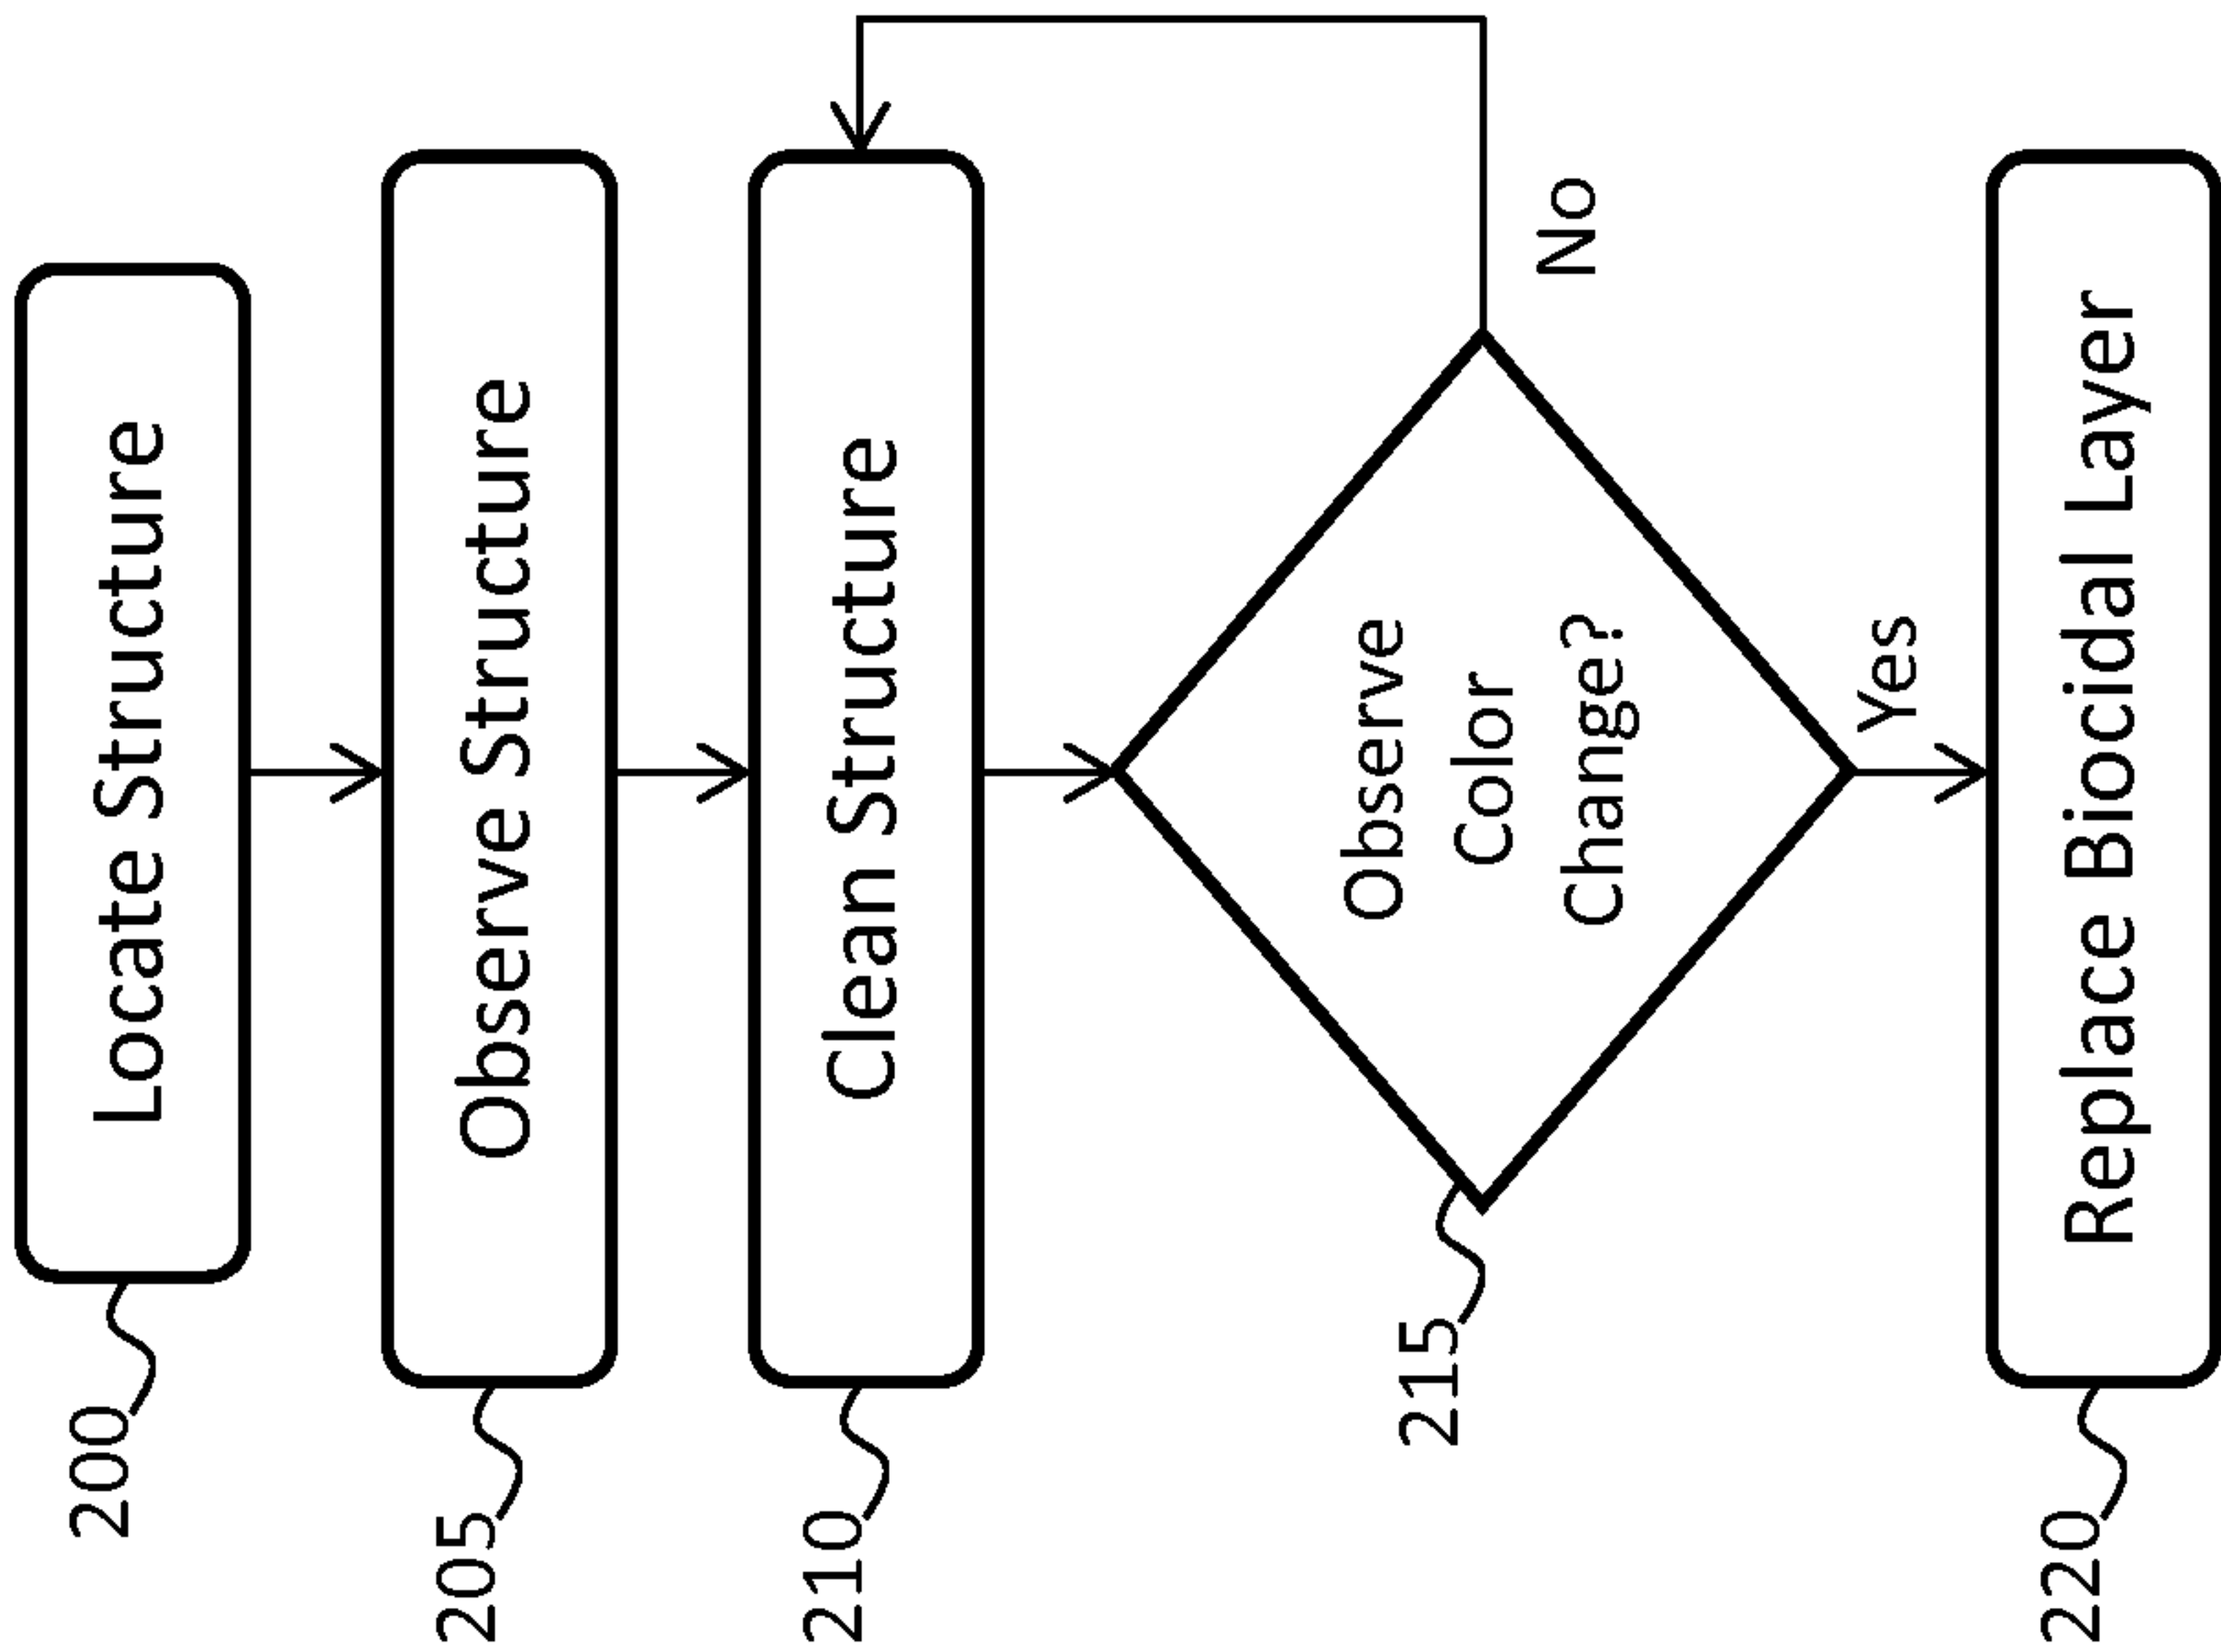 200
Locate Structure
205
Observe Structure
210
Clean Structure
215
Observe
Color
Change?
No
Yes
220
Replace Biocidal Layer